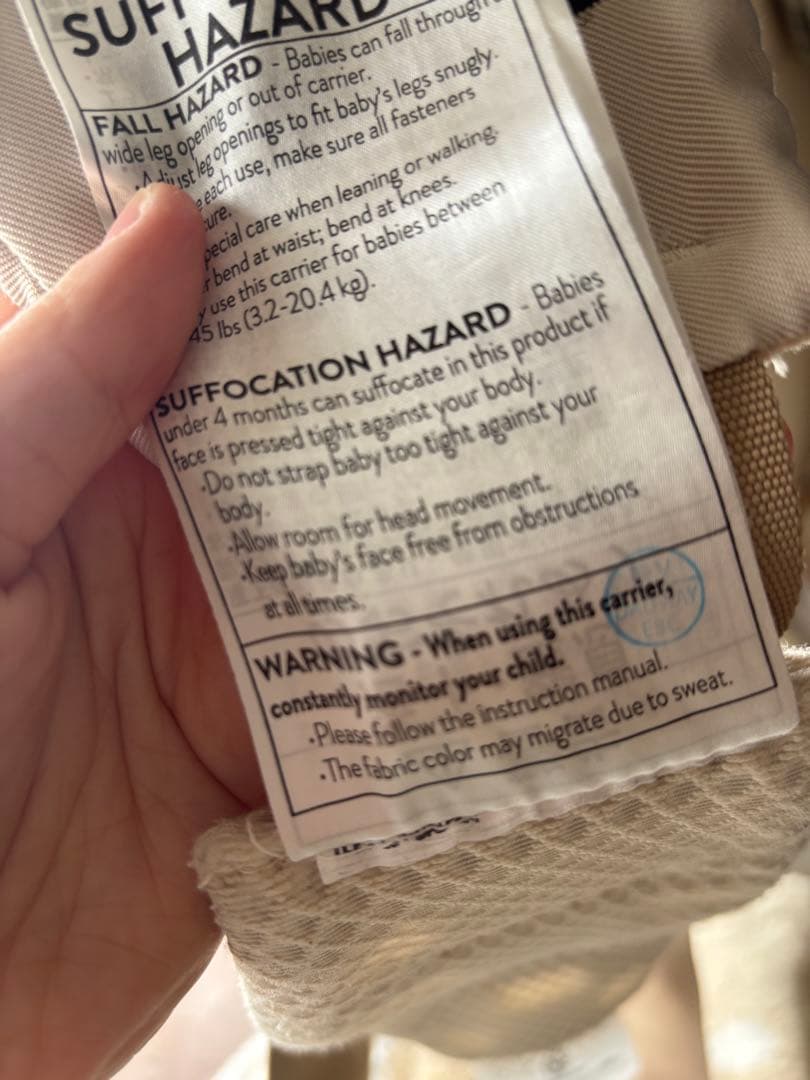 HAZARD
FALL HAZARD - Babies can fall through
wide leg opening or out of carrier.
leg openings to fit baby's legs snugly.
each use, make sure all fasteners
care when leaning or walking.
bend at waist; bend at knees.
use this carrier for babies between
45 lbs (3.2-20.4 kg).
SUFFOCATION HAZARD - Babies
under 4 months can suffocate in this product if
face is pressed tight against your body.
·Do not strap baby too tight against your
body.
·Allow room for head movement.
·Keep baby's face free from obstructions
at all times.
WARNING - When using this carrier,
constantly monitor your child.
·Please follow the instruction manual.
·The fabric color may migrate due to sweat.